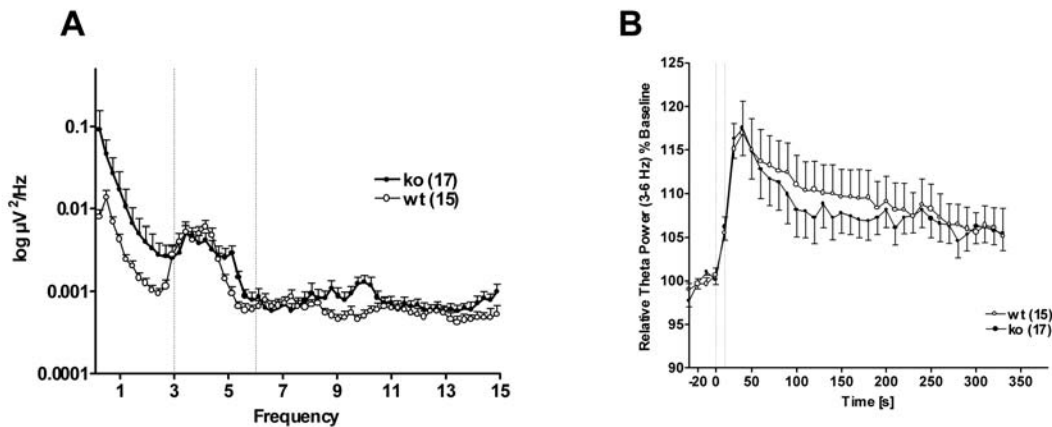 A
log µV²/Hz
0.1
0.01
0.001
0.0001
ko (17)
wt (15)
1 3 5 7 9 11 13 15
Frequency
B
Relative Theta Power (3-6 Hz) % Baseline
125
120
115
110
105
100
95
90
wt (15)
ko (17)
-20 0 50 100 150 200 250 300 350
Time [s]